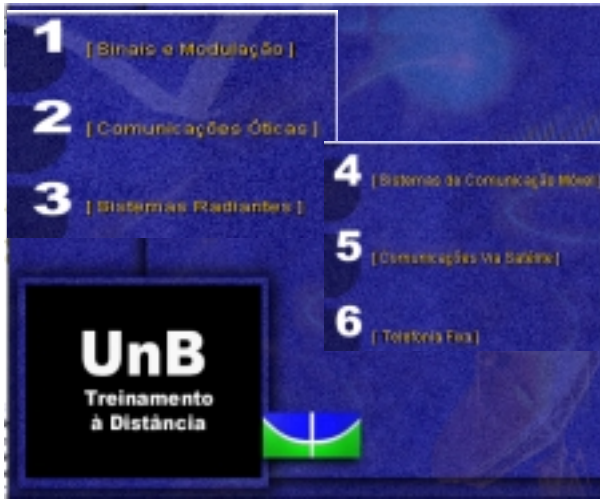 1 [ Sinais e Modulação ]
2 [ Comunicações Óticas ]
3 [ Sistemas Radiantes ]
4 [ Sistemas de Comunicação Móvel ]
5 [ Comunicações Via Satélite ]
6 [ Telefonia Fixa ]
UnB
Treinamento
à Distância